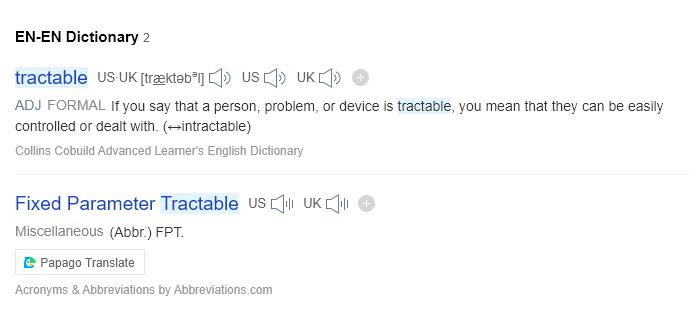 EN-EN Dictionary 2
tractable US·UK [træktəbᵊl] US UK
ADJ FORMAL If you say that a person, problem, or device is tractable, you mean that they can be easily
controlled or dealt with. (↔intractable)
Collins Cobuild Advanced Learner's English Dictionary
Fixed Parameter Tractable US UK
Miscellaneous (Abbr.) FPT.
Papago Translate
Acronyms & Abbreviations by Abbreviations.com